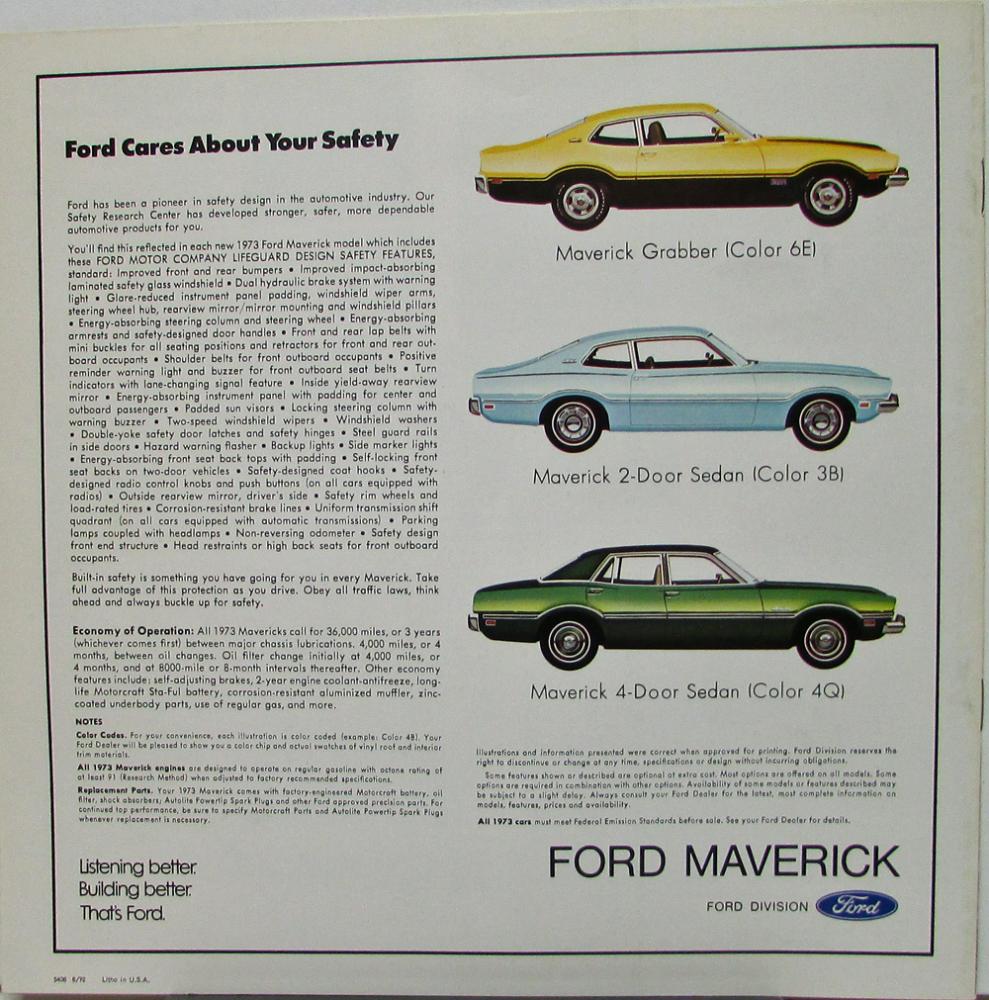 Ford Cares About Your Safety
Ford has been a pioneer in safety design in the automotive industry. Our
Safety Research Center has developed stronger, safer, more dependable
automotive products for you.
You'll find this reflected in each new 1973 Ford Maverick model which includes
these FORD MOTOR COMPANY LIFEGUARD DESIGN SAFETY FEATURES,
standard: Improved front and rear bumpers • Improved impact-absorbing
laminated safety glass windshield • Dual hydraulic brake system with warning
light • Glare-reduced instrument panel padding, windshield wiper arms,
steering wheel hub, rearview mirror/mirror mounting and windshield pillars
• Energy-absorbing steering column and steering wheel • Energy-absorbing
armrests and safety-designed door handles • Front and rear lap belts with
mini buckles for all seating positions and retractors for front and rear out-
board occupants • Shoulder belts for front outboard occupants • Positive
reminder warning light and buzzer for front outboard seat belts • Turn
indicators with lane-changing signal feature • Inside yield-away rearview
mirror • Energy-absorbing instrument panel with padding for center and
outboard passengers • Padded sun visors • Locking steering column with
warning buzzer • Two-speed windshield wipers • Windshield washers
• Double-yoke safety door latches and safety hinges • Steel guard rails
in side doors • Hazard warning flasher • Backup lights • Side marker lights
• Energy-absorbing front seat back tops with padding • Self-locking front
seat backs on two-door vehicles • Safety-designed coat hooks • Safety-
designed radio control knobs and push buttons (on all cars equipped with
radios) • Outside rearview mirror, driver's side • Safety rim wheels and
load-rated tires • Corrosion-resistant brake lines • Uniform transmission shift
quadrant (on all cars equipped with automatic transmissions) • Parking
lamps coupled with headlamps • Non-reversing odometer • Safety design
front end structure • Head restraints or high back seats for front outboard
occupants.
Built-in safety is something you have going for you in every Maverick. Take
full advantage of this protection as you drive. Obey all traffic laws, think
ahead and always buckle up for safety.
Economy of Operation: All 1973 Mavericks call for 36,000 miles, or 3 years
(whichever comes first) between major chassis lubrications. 4,000 miles, or 4
months, between oil changes. Oil filter change initially at 4,000 miles, or
4 months, and at 8000-mile or 8-month intervals thereafter. Other economy
features include: self-adjusting brakes, 2-year engine coolant-antifreeze, long-
life Motorcraft Sta-Ful battery, corrosion-resistant aluminized muffler, zinc-
coated underbody parts, use of regular gas, and more.
NOTES
Color Codes. For your convenience, each illustration is color coded (example: Color 4B). Your
Ford Dealer will be pleased to show you a color chip and actual swatches of vinyl roof and interior
trim materials.
All 1973 Maverick engines are designed to operate on regular gasoline with octane rating of
at least 91 (Research Method) when adjusted to factory recommended specifications.
Replacement Parts. Your 1973 Maverick comes with factory-engineered Motorcraft battery, oil
filter, shock absorbers; Autolite Powertip Spark Plugs and other Ford approved precision parts. For
continued top performance, be sure to specify Motorcraft Parts and Autolite Powertip Spark Plugs
whenever replacement is necessary.
Listening better.
Building better.
That's Ford.
Maverick Grabber (Color 6E)
Maverick 2-Door Sedan (Color 3B)
Maverick 4-Door Sedan (Color 4Q)
Illustrations and information presented were correct when approved for printing. Ford Division reserves the
right to discontinue or change at any time, specifications or design without incurring obligations.
Some features shown or described are optional at extra cost. Most options are offered on all models. Some
options are required in combination with other options. Availability of some models or features described may
be subject to a slight delay. Always consult your Ford Dealer for the latest, most complete information on
models, features, prices and availability.
All 1973 cars must meet Federal Emission Standards before sale. See your Ford Dealer for details.
FORD MAVERICK
FORD DIVISION Ford
5406 8/72 Litho in U.S.A.